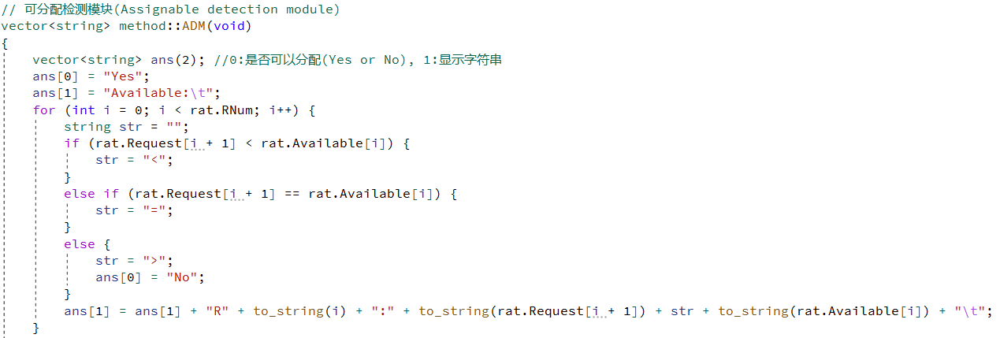 // 可分配检测模块(Assignable detection module)
vector<string> method::ADM(void)
{
    vector<string> ans(2); //0:是否可以分配(Yes or No), 1:显示字符串
    ans[0] = "Yes";
    ans[1] = "Available:\t";
    for (int i = 0; i < rat.RNum; i++) {
        string str = "";
        if (rat.Request[i + 1] < rat.Available[i]) {
            str = "<";
        }
        else if (rat.Request[i + 1] == rat.Available[i]) {
            str = "=";
        }
        else {
            str = ">";
            ans[0] = "No";
        }
        ans[1] = ans[1] + "R" + to_string(i) + ":" + to_string(rat.Request[i + 1]) + str + to_string(rat.Available[i]) + "\t";
    }